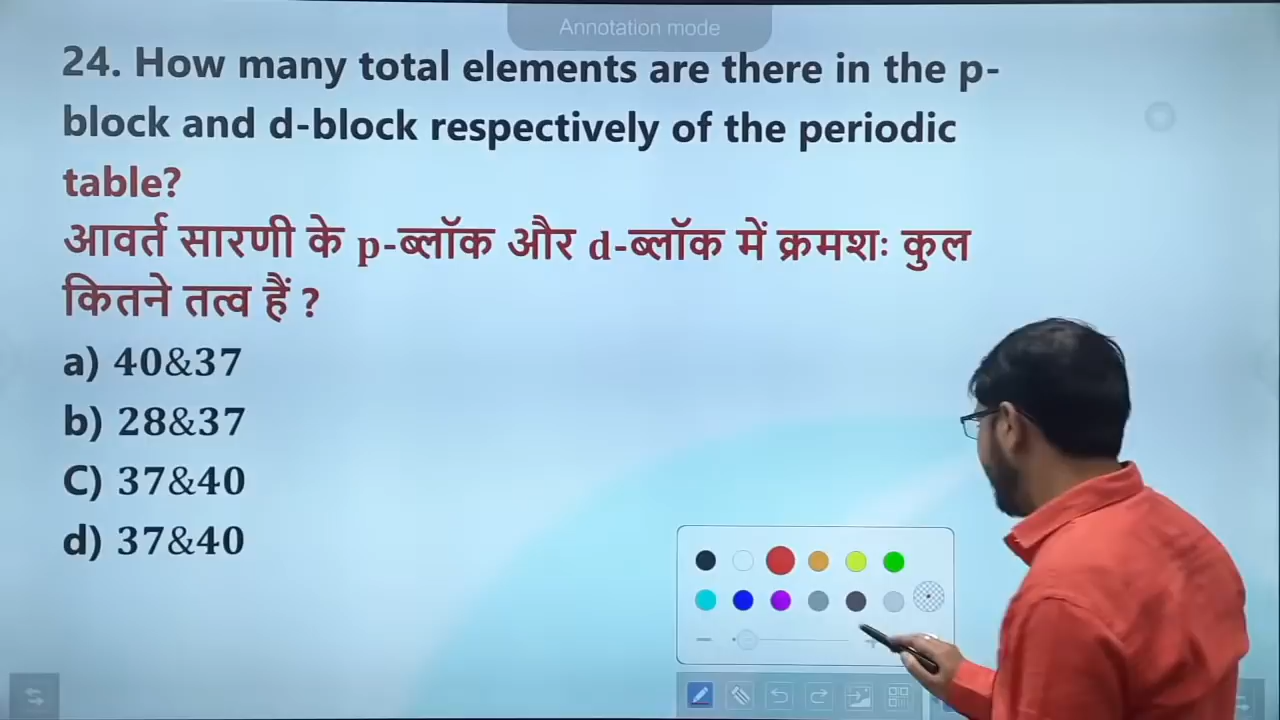 Annotation mode
24. How many total elements are there in the p-
block and d-block respectively of the periodic
table?
आवर्त सारणी के p-ब्लॉक और d-ब्लॉक में क्रमशः कुल
कितने तत्व हैं ?
a) 40&37
b) 28&37
C) 37&40
d) 37&40